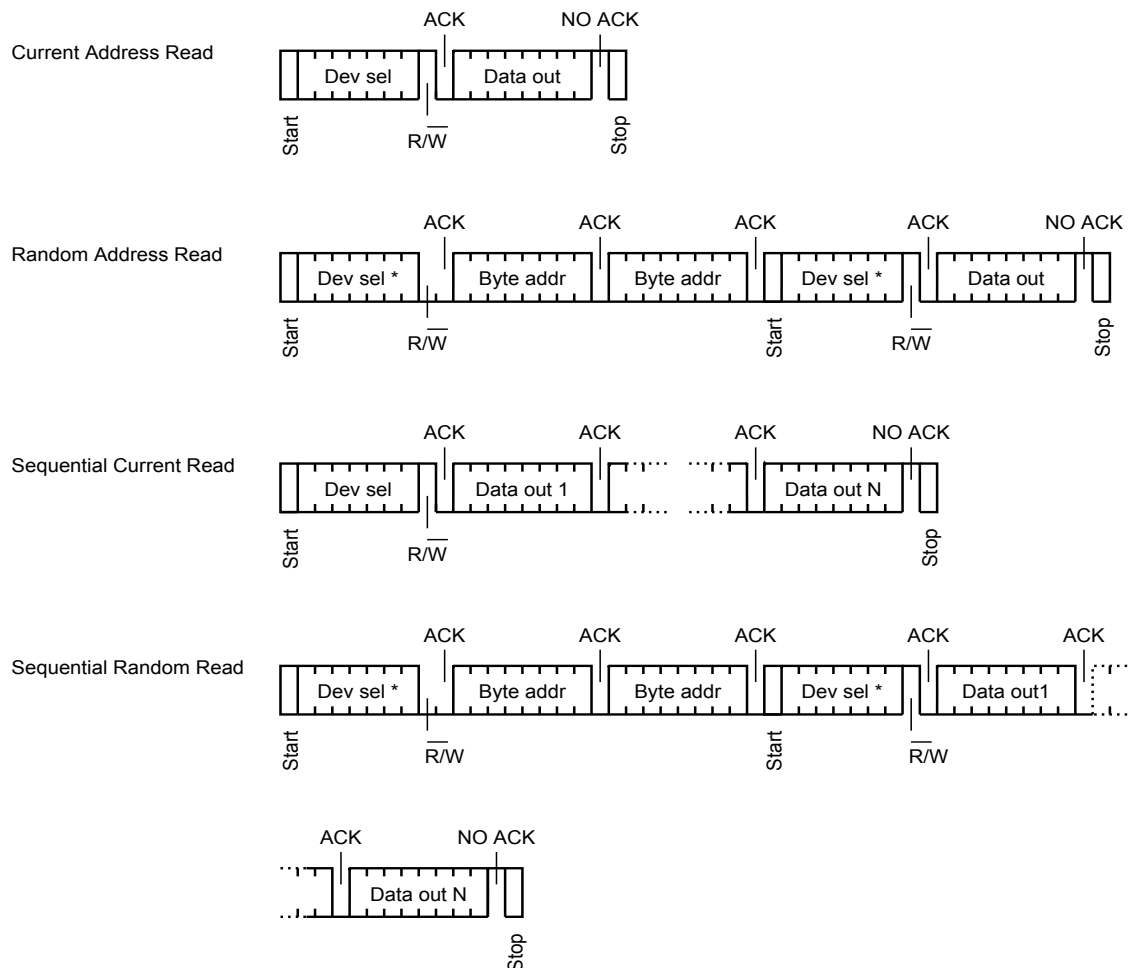 ACK NO ACK
Current Address Read
Dev sel Data out
Start R/W̅ Stop
ACK ACK ACK ACK NO ACK
Random Address Read
Dev sel * Byte addr Byte addr Dev sel * Data out
Start R/W̅ Start R/W̅ Stop
ACK ACK ACK NO ACK
Sequential Current Read
Dev sel Data out 1 Data out N
Start R/W̅ Stop
ACK ACK ACK ACK ACK
Sequential Random Read
Dev sel * Byte addr Byte addr Dev sel * Data out1
Start R̅/W Start R̅/W
ACK NO ACK
Data out N
Stop